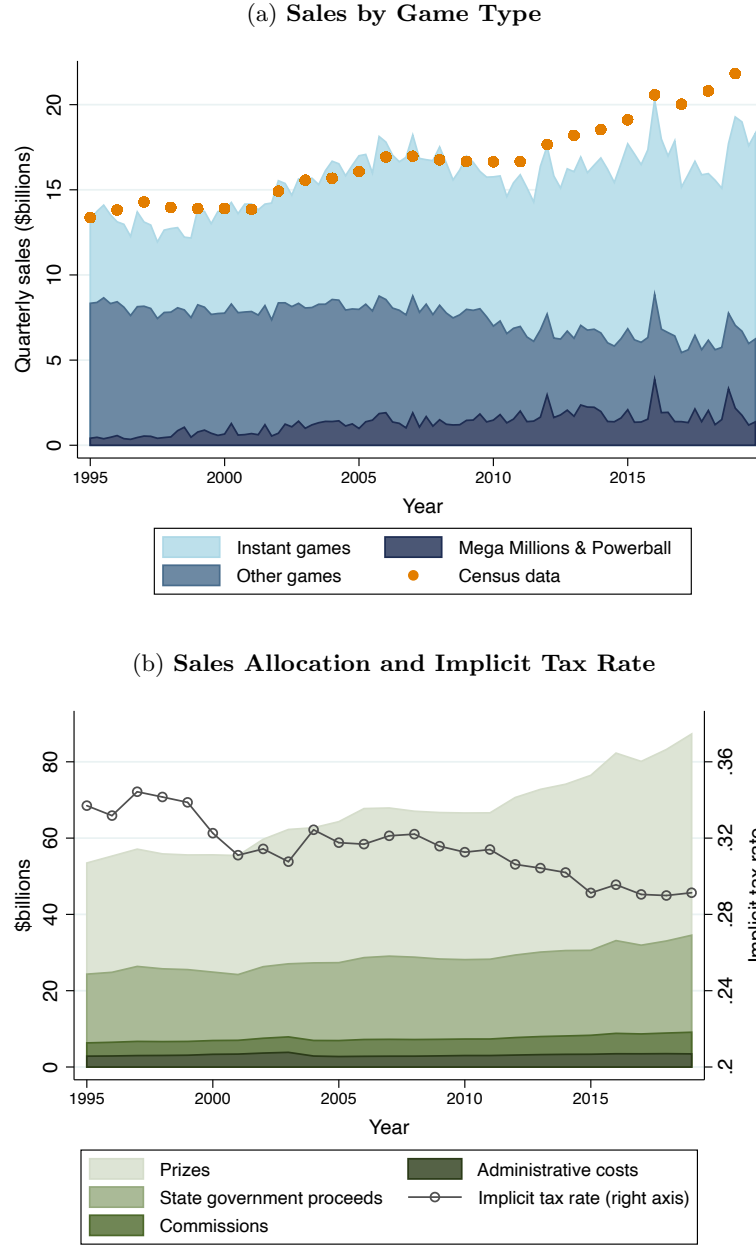 (a) Sales by Game Type
Quarterly sales ($billions)
20
15
10
5
0
1995 2000 2005 2010 2015
Year
Instant games Mega Millions & Powerball
Other games Census data
(b) Sales Allocation and Implicit Tax Rate
$billions
80
60
40
20
0
.36
.32
.28
.24
.2
Implicit tax rate
1995 2000 2005 2010 2015
Year
Prizes Administrative costs
State government proceeds Implicit tax rate (right axis)
Commissions